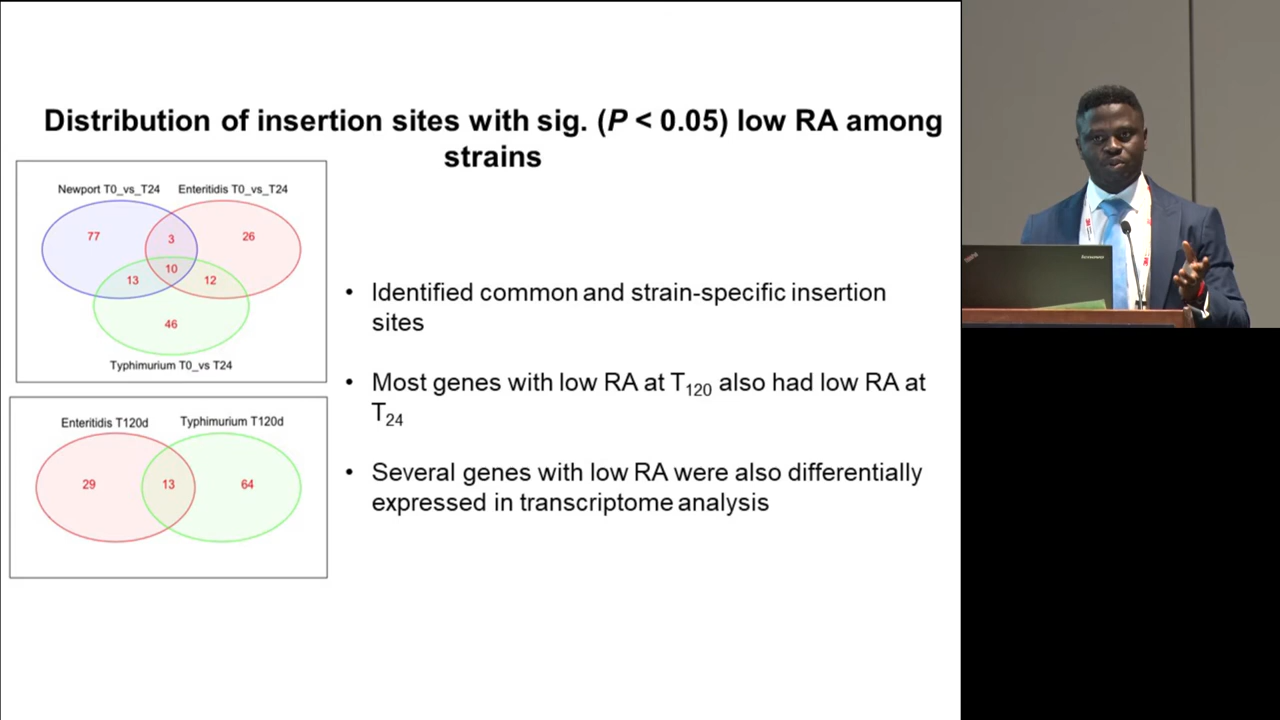 Distribution of insertion sites with sig. (P < 0.05) low RA among
strains
Newport T0_vs_T24 Enteritidis T0_vs_T24
77 3 26
10
13 12
46
Typhimurium T0_vs T24
Enteritidis T120d Typhimurium T120d
29 13 64
• Identified common and strain-specific insertion
sites
• Most genes with low RA at T120 also had low RA at
T24
• Several genes with low RA were also differentially
expressed in transcriptome analysis